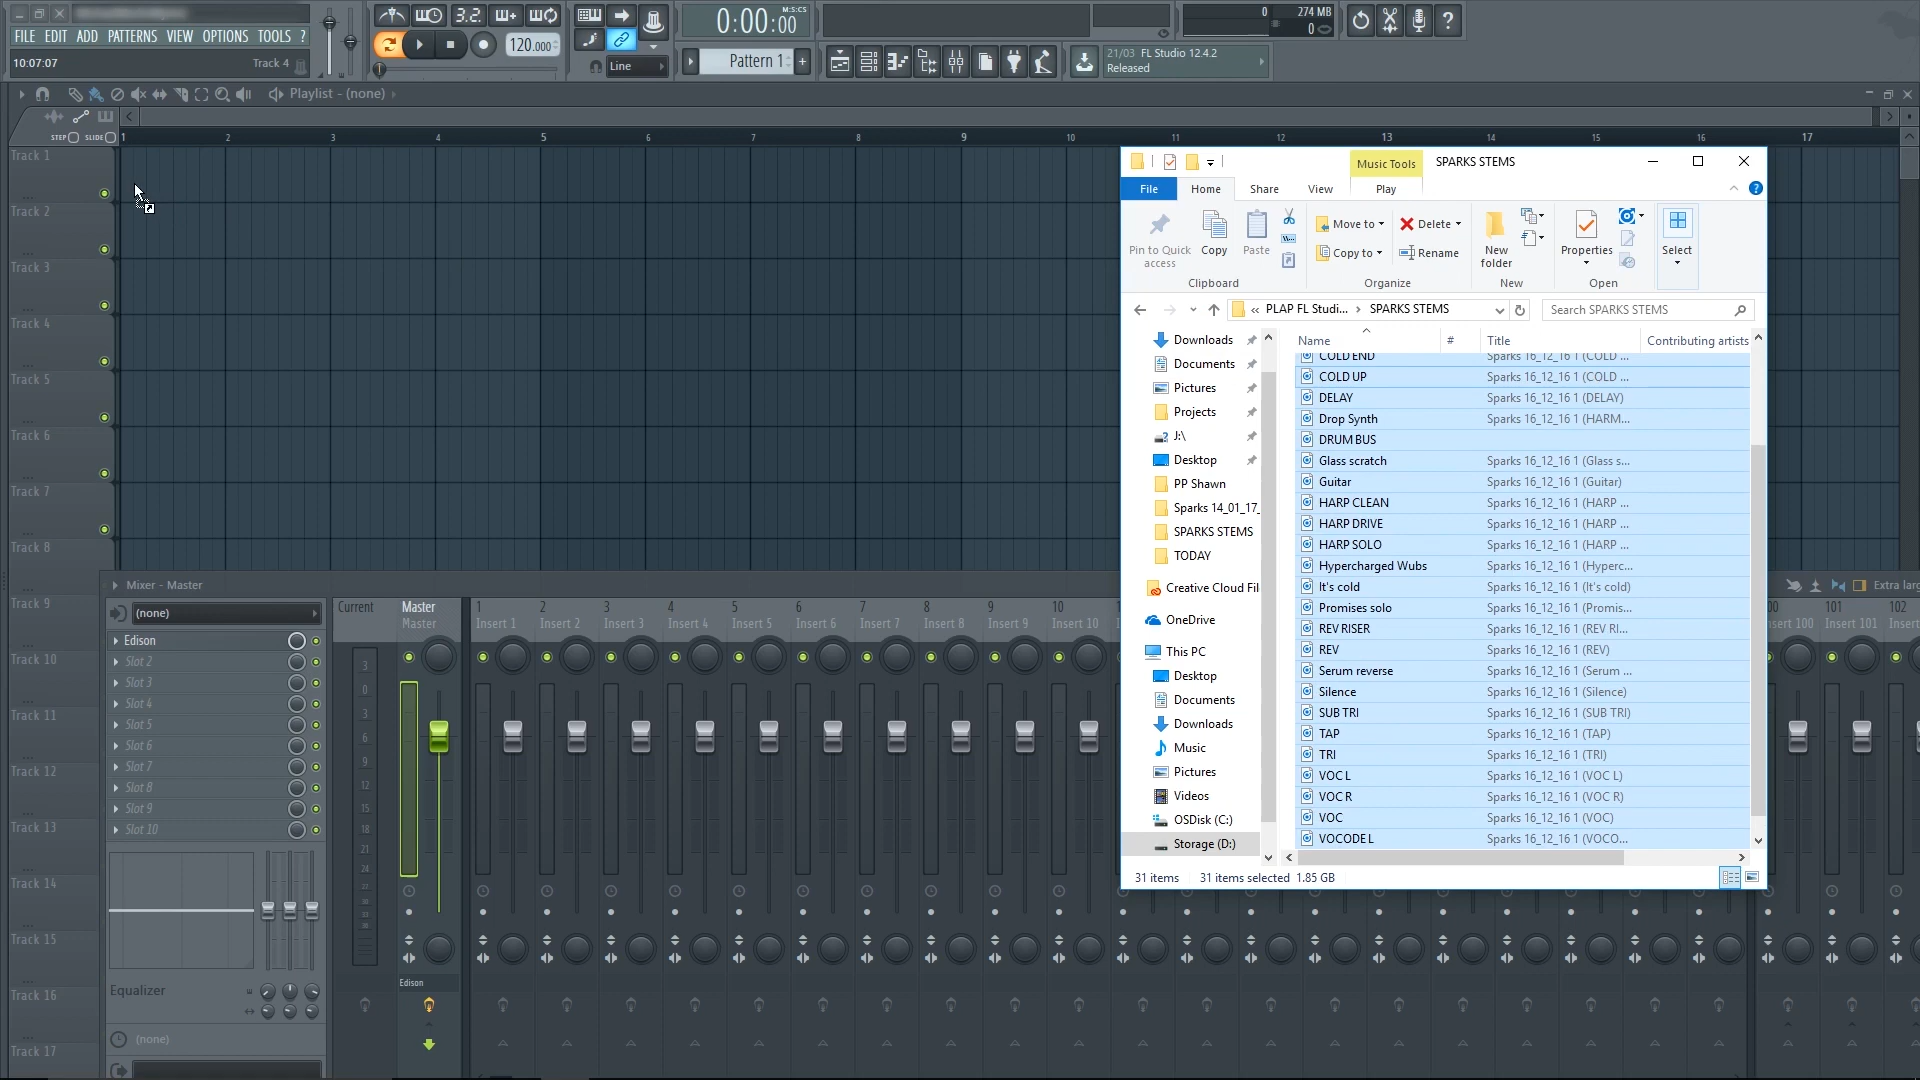 FILE EDIT ADD PATTERNS VIEW OPTIONS TOOLS ?
10:07:07 Track 4
3.2.
120.000
Line
0:00:00
M:S:CS
Pattern 1
0 274 MB
0
21/03 FL Studio 12.4.2
Released
Playlist - (none)
STEP SLIDE
1 2 3 4 5 6 7 8 9 10 11 12 13 14 15 16 17
Track 1
Track 2
Track 3
Track 4
Track 5
Track 6
Track 7
Track 8
Track 9
Track 10
Track 11
Track 12
Track 13
Track 14
Track 15
Track 16
Track 17
Music Tools SPARKS STEMS
File Home Share View Play
Pin to Quick access
Copy
Paste
Clipboard
Move to
Copy to
Delete
Rename
Organize
New folder
New
Properties
Open
Select
PLAP FL Studi... SPARKS STEMS
Search SPARKS STEMS
Downloads
Documents
Pictures
Projects
J:\
Desktop
PP Shawn
Sparks 14_01_17_
SPARKS STEMS
TODAY
Creative Cloud Fil
OneDrive
This PC
Desktop
Documents
Downloads
Music
Pictures
Videos
OSDisk (C:)
Storage (D:)
Name # Title Contributing artists
COLD END Sparks 16_12_16 1 (COLD ...
COLD UP Sparks 16_12_16 1 (COLD ...
DELAY Sparks 16_12_16 1 (DELAY)
Drop Synth Sparks 16_12_16 1 (HARM...
DRUM BUS
Glass scratch Sparks 16_12_16 1 (Glass s...
Guitar Sparks 16_12_16 1 (Guitar)
HARP CLEAN Sparks 16_12_16 1 (HARP ...
HARP DRIVE Sparks 16_12_16 1 (HARP ...
HARP SOLO Sparks 16_12_16 1 (HARP ...
Hypercharged Wubs Sparks 16_12_16 1 (Hyperc...
It's cold Sparks 16_12_16 1 (It's cold)
Promises solo Sparks 16_12_16 1 (Promis...
REV RISER Sparks 16_12_16 1 (REV RI...
REV Sparks 16_12_16 1 (REV)
Serum reverse Sparks 16_12_16 1 (Serum ...
Silence Sparks 16_12_16 1 (Silence)
SUB TRI Sparks 16_12_16 1 (SUB TRI)
TAP Sparks 16_12_16 1 (TAP)
TRI Sparks 16_12_16 1 (TRI)
VOC L Sparks 16_12_16 1 (VOC L)
VOC R Sparks 16_12_16 1 (VOC R)
VOC Sparks 16_12_16 1 (VOC)
VOCODE L Sparks 16_12_16 1 (VOCO...
31 items 31 items selected 1.85 GB
Mixer - Master
Extra larg
(none)
Edison
Slot 2
Slot 3
Slot 4
Slot 5
Slot 6
Slot 7
Slot 8
Slot 9
Slot 10
Equalizer
(none)
Current Master 1 2 3 4 5 6 7 8 9 10 101 102
Master Insert 1 Insert 2 Insert 3 Insert 4 Insert 5 Insert 6 Insert 7 Insert 8 Insert 9 Insert 10 Insert 100 Insert 101 Insert
3
0
3
6
9
12
15
18
21
24
Edison